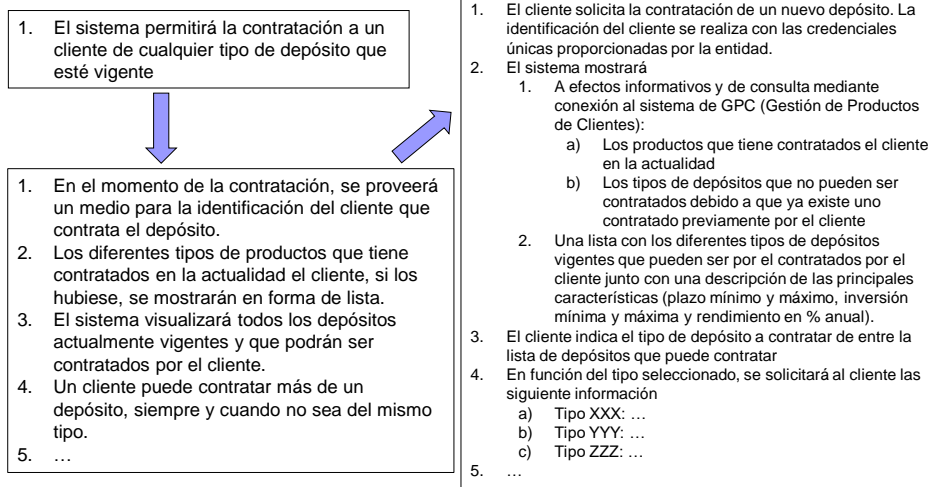 1. El sistema permitirá la contratación a un
cliente de cualquier tipo de depósito que
esté vigente
1. En el momento de la contratación, se proveerá
un medio para la identificación del cliente que
contrata el depósito.
2. Los diferentes tipos de productos que tiene
contratados en la actualidad el cliente, si los
hubiese, se mostrarán en forma de lista.
3. El sistema visualizará todos los depósitos
actualmente vigentes y que podrán ser
contratados por el cliente.
4. Un cliente puede contratar más de un
depósito, siempre y cuando no sea del mismo
tipo.
5. …
1. El cliente solicita la contratación de un nuevo depósito. La
identificación del cliente se realiza con las credenciales
únicas proporcionadas por la entidad.
2. El sistema mostrará
1. A efectos informativos y de consulta mediante
conexión al sistema de GPC (Gestión de Productos
de Clientes):
a) Los productos que tiene contratados el cliente
en la actualidad
b) Los tipos de depósitos que no pueden ser
contratados debido a que ya existe uno
contratado previamente por el cliente
2. Una lista con los diferentes tipos de depósitos
vigentes que pueden ser por el contratados por el
cliente junto con una descripción de las principales
características (plazo mínimo y máximo, inversión
mínima y máxima y rendimiento en % anual).
3. El cliente indica el tipo de depósito a contratar de entre la
lista de depósitos que puede contratar
4. En función del tipo seleccionado, se solicitará al cliente las
siguiente información
a) Tipo XXX: …
b) Tipo YYY: …
c) Tipo ZZZ: …
5. …